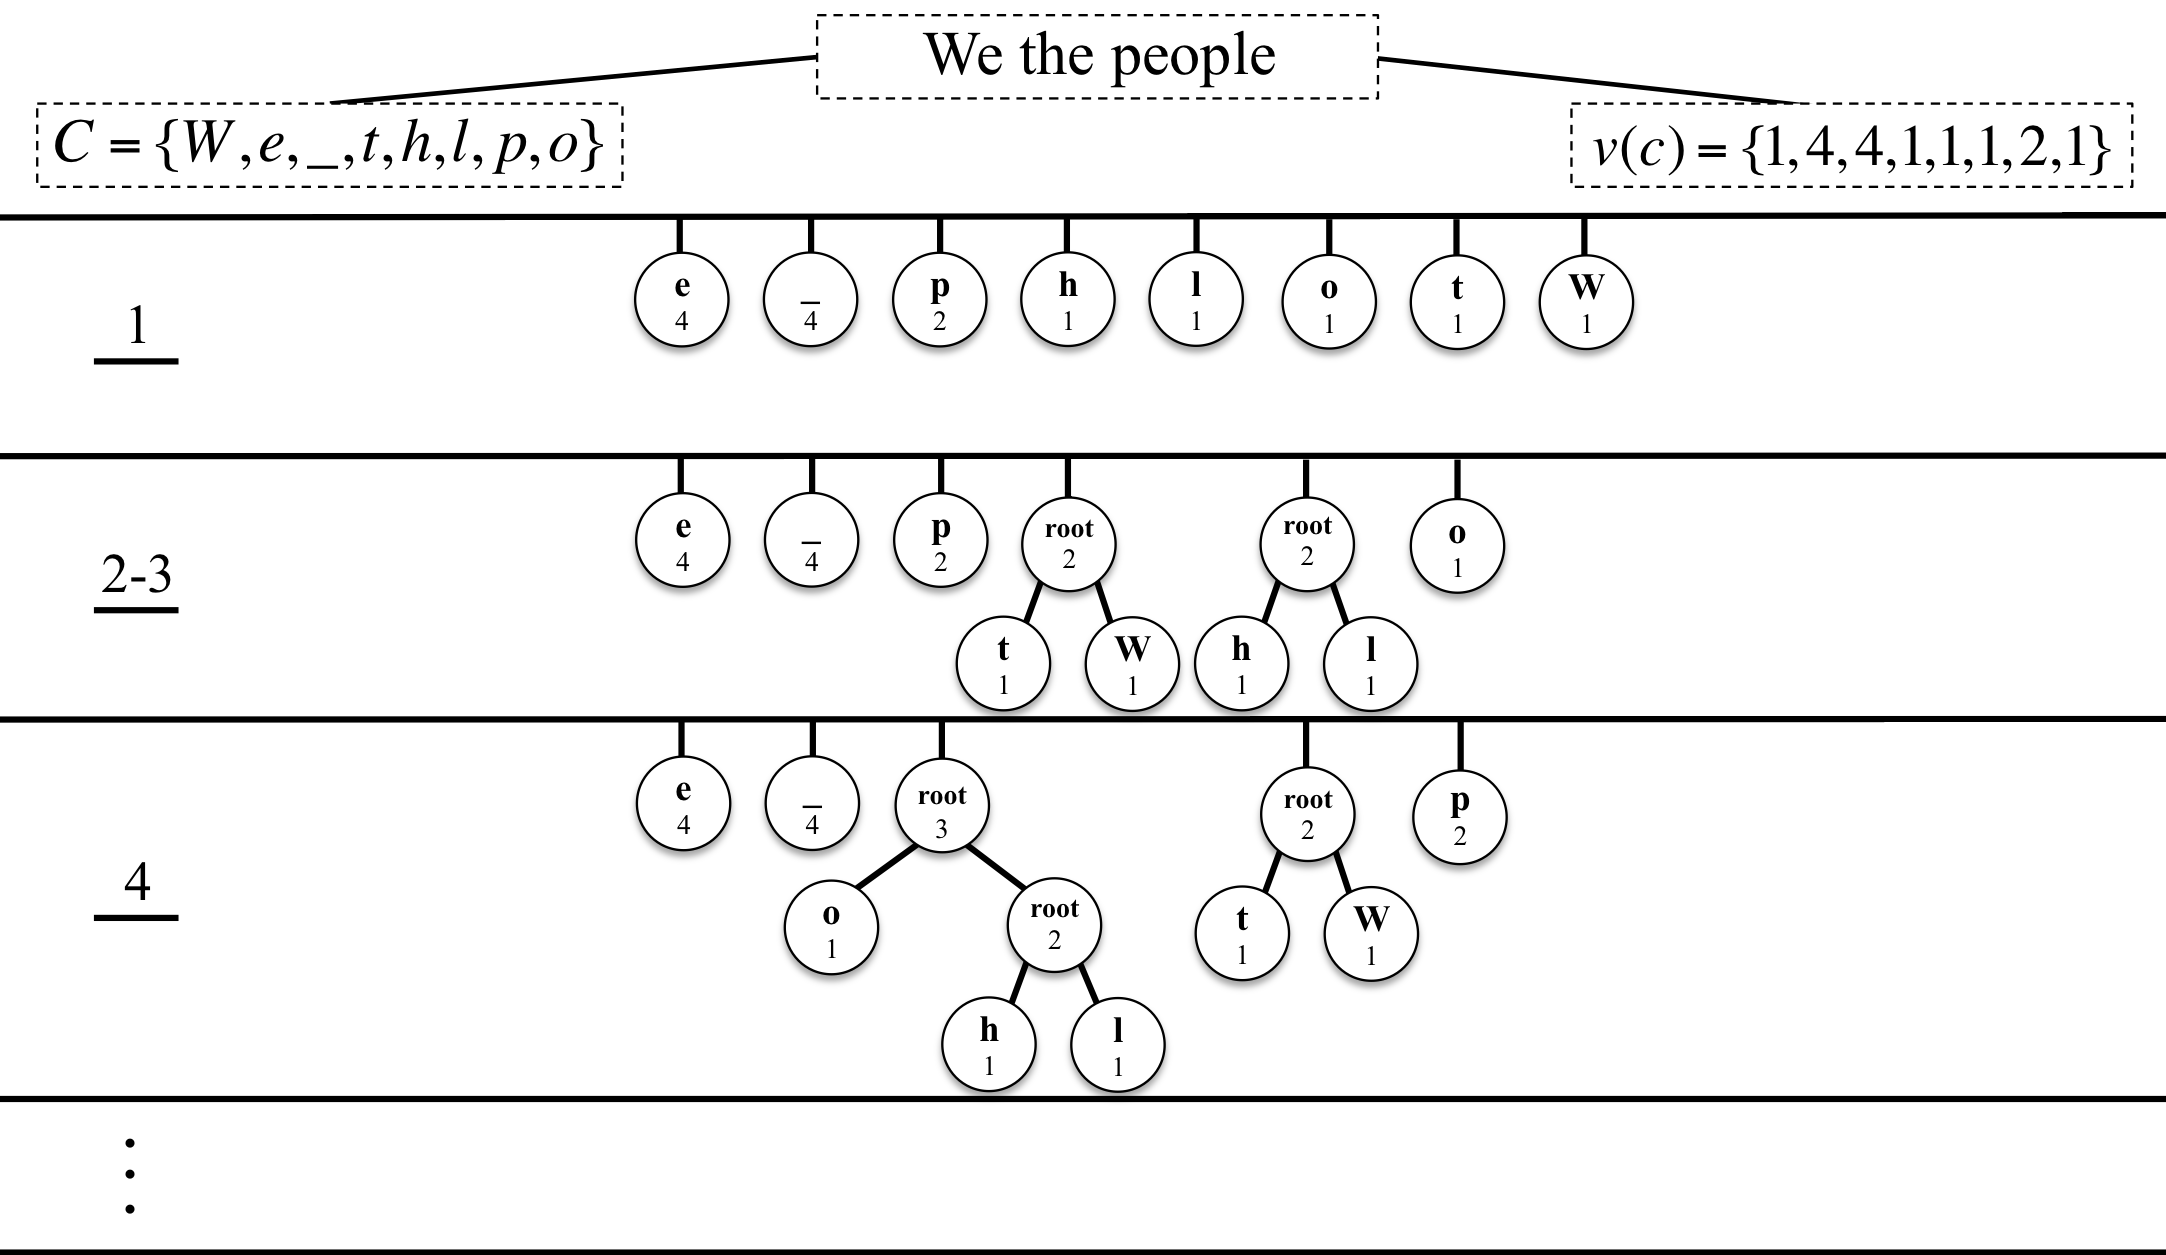 We the people
C = {W,e,_,t,h,l,p,o}
v(c) = {1,4,4,1,1,1,2,1}
1
e _ p h l o t W
4 4 2 1 1 1 1 1
2-3
e _ p root root o
4 4 2 2 2 1
t W h l
1 1 1 1
4
e _ root root p
4 4 3 2 2
o root t W
1 2 1 1
h l
1 1
⋮